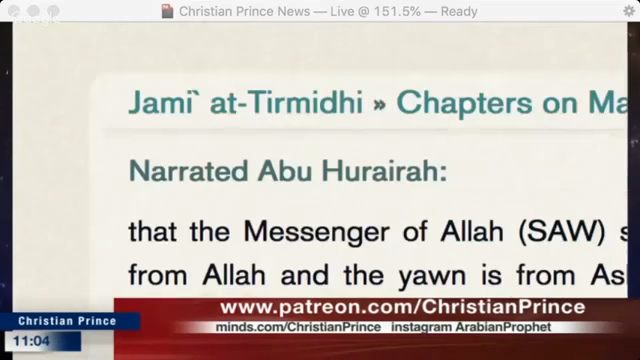 Christian Prince News — Live @ 151.5% — Ready
Jami` at-Tirmidhi » Chapters on Ma
Narrated Abu Hurairah:
that the Messenger of Allah (SAW) s
from Allah and the yawn is from As
www.patreon.com/ChristianPrince
Christian Prince
minds.com/ChristianPrince instagram ArabianProphet
11:04